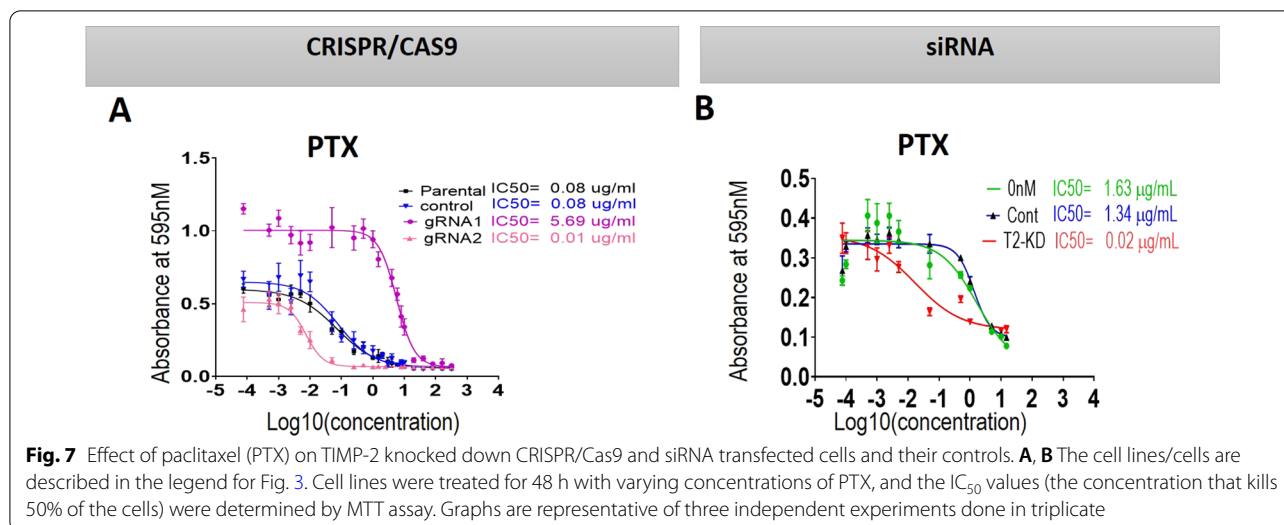 CRISPR/CAS9
siRNA
A
PTX
Absorbance at 595nM
1.5
1.0
0.5
0.0
-5 -4 -3 -2 -1 0 1 2 3 4
Log10(concentration)
Parental IC50= 0.08 ug/ml
control IC50= 0.08 ug/ml
gRNA1 IC50= 5.69 ug/ml
gRNA2 IC50= 0.01 ug/ml
B
PTX
Absorbance at 595nM
0.5
0.4
0.3
0.2
0.1
0.0
-5 -4 -3 -2 -1 0 1 2 3 4
Log10(concentration)
0nM IC50= 1.63 µg/mL
Cont IC50= 1.34 µg/mL
T2-KD IC50= 0.02 µg/mL
Fig. 7 Effect of paclitaxel (PTX) on TIMP-2 knocked down CRISPR/Cas9 and siRNA transfected cells and their controls. A, B The cell lines/cells are
described in the legend for Fig. 3. Cell lines were treated for 48 h with varying concentrations of PTX, and the IC50 values (the concentration that kills
50% of the cells) were determined by MTT assay. Graphs are representative of three independent experiments done in triplicate